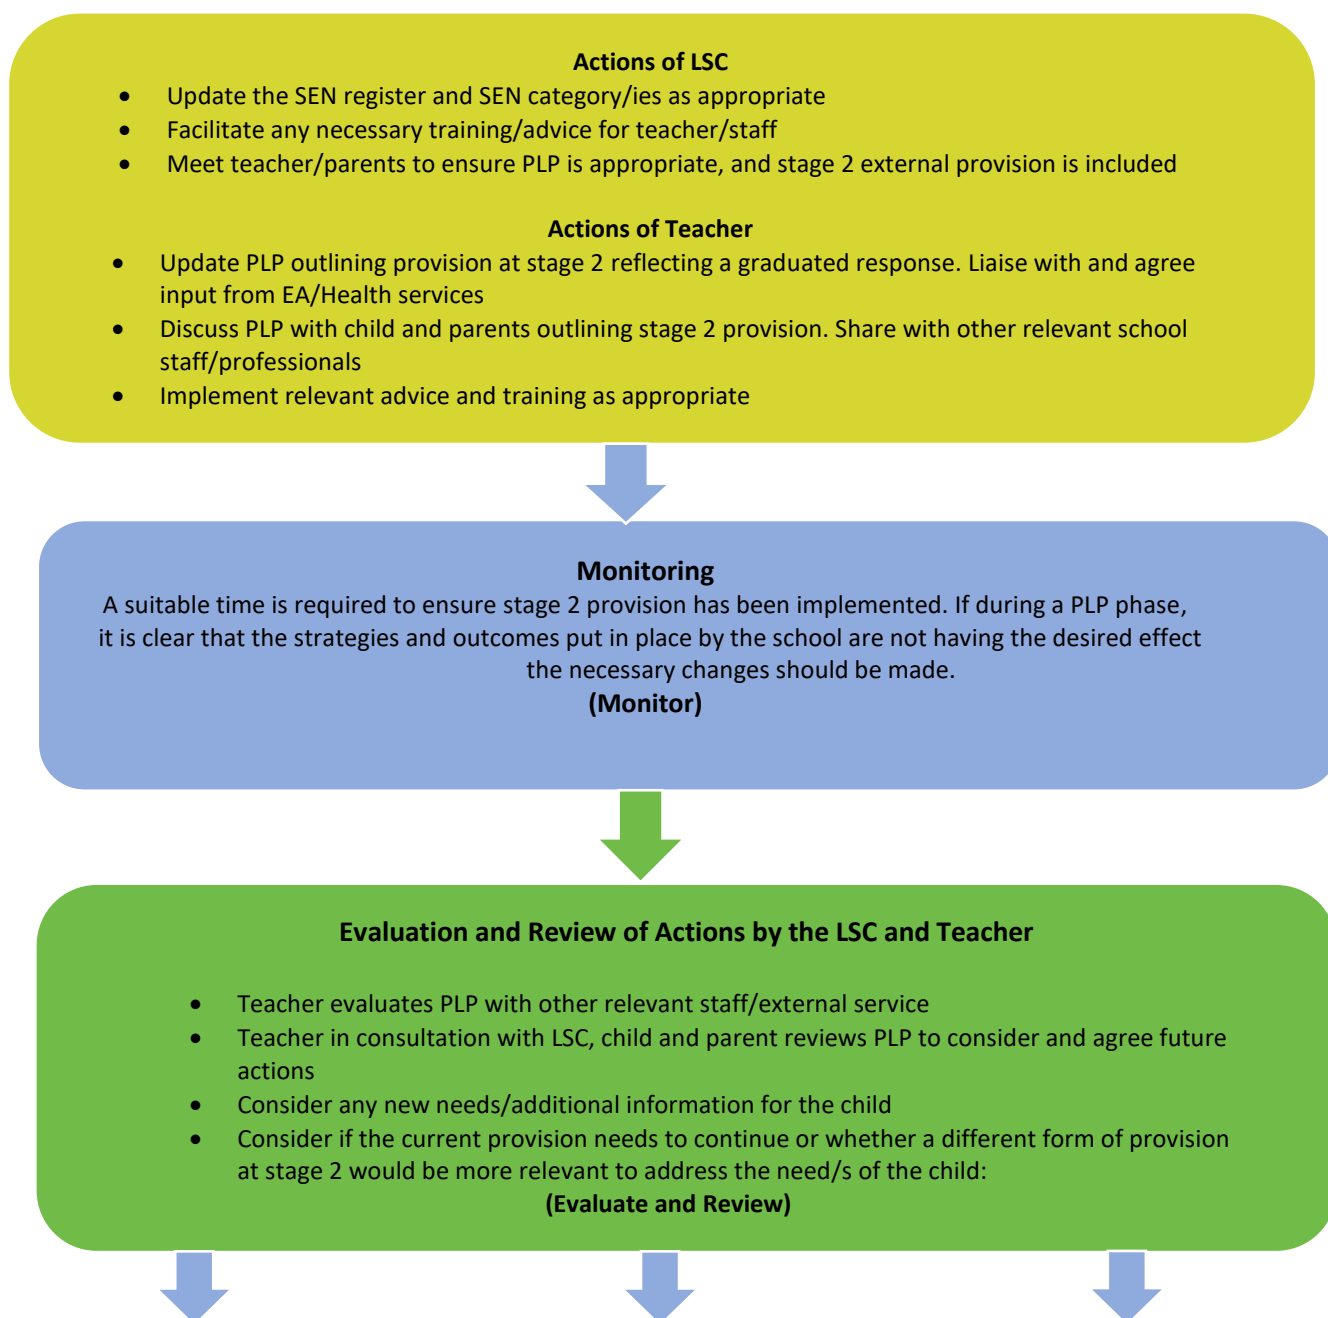 Actions of LSC
• Update the SEN register and SEN category/ies as appropriate
• Facilitate any necessary training/advice for teacher/staff
• Meet teacher/parents to ensure PLP is appropriate, and stage 2 external provision is included
Actions of Teacher
• Update PLP outlining provision at stage 2 reflecting a graduated response. Liaise with and agree
input from EA/Health services
• Discuss PLP with child and parents outlining stage 2 provision. Share with other relevant school
staff/professionals
• Implement relevant advice and training as appropriate
Monitoring
A suitable time is required to ensure stage 2 provision has been implemented. If during a PLP phase,
it is clear that the strategies and outcomes put in place by the school are not having the desired effect
the necessary changes should be made.
(Monitor)
Evaluation and Review of Actions by the LSC and Teacher
• Teacher evaluates PLP with other relevant staff/external service
• Teacher in consultation with LSC, child and parent reviews PLP to consider and agree future
actions
• Consider any new needs/additional information for the child
• Consider if the current provision needs to continue or whether a different form of provision
at stage 2 would be more relevant to address the need/s of the child:
(Evaluate and Review)